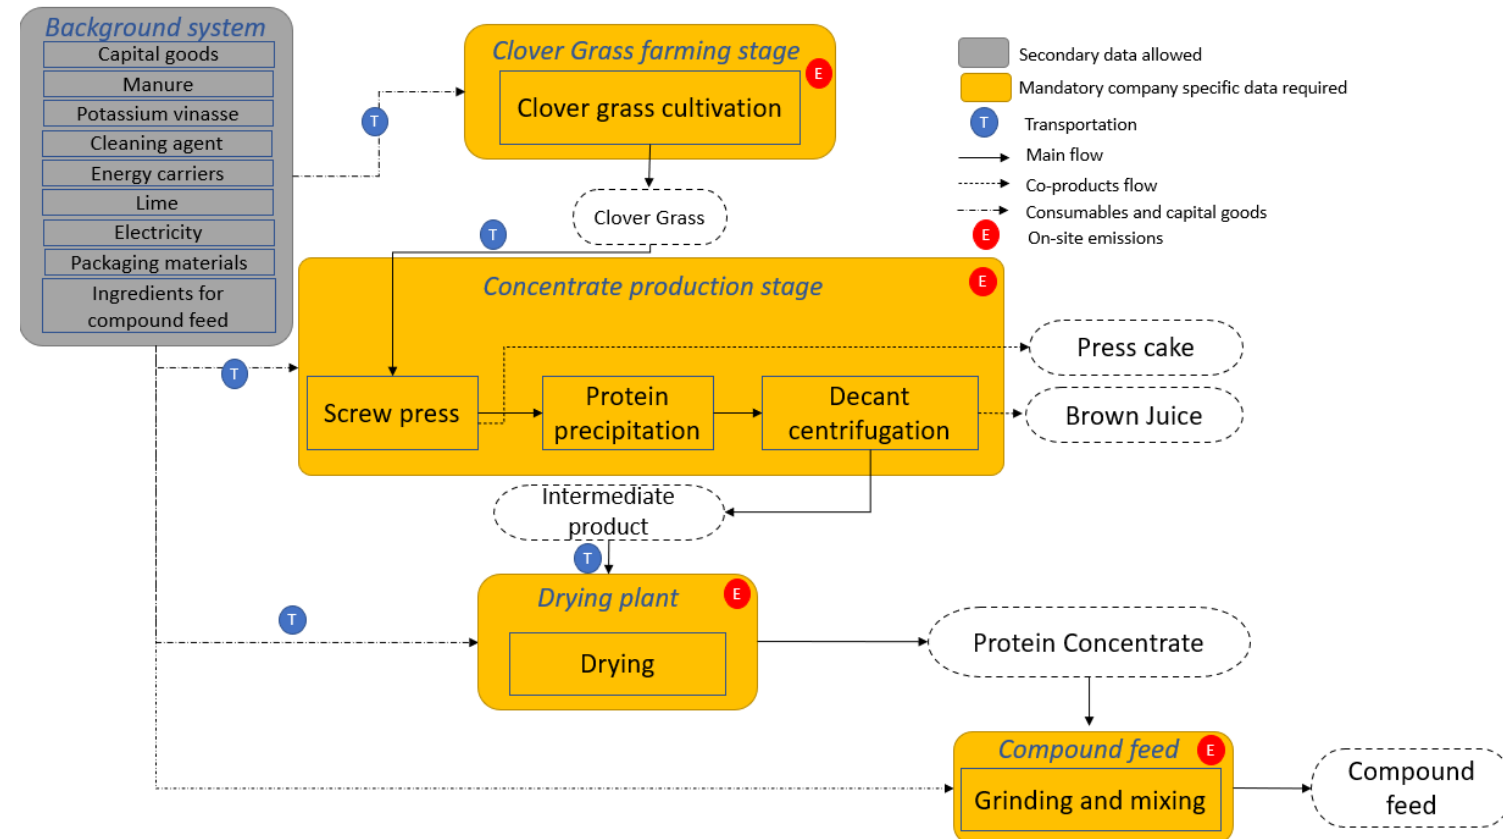 Background system
Capital goods
Manure
Potassium vinasse
Cleaning agent
Energy carriers
Lime
Electricity
Packaging materials
Ingredients for
compound feed
T
Clover Grass farming stage
E
Clover grass cultivation
Clover Grass
T
Secondary data allowed
Mandatory company specific data required
T
Transportation
Main flow
Co-products flow
Consumables and capital goods
E
On-site emissions
Concentrate production stage
E
T
Screw press
Protein
precipitation
Decant
centrifugation
Press cake
Brown Juice
Intermediate
product
T
Drying plant
E
T
Drying
Protein Concentrate
Compound feed
E
Grinding and mixing
Compound
feed